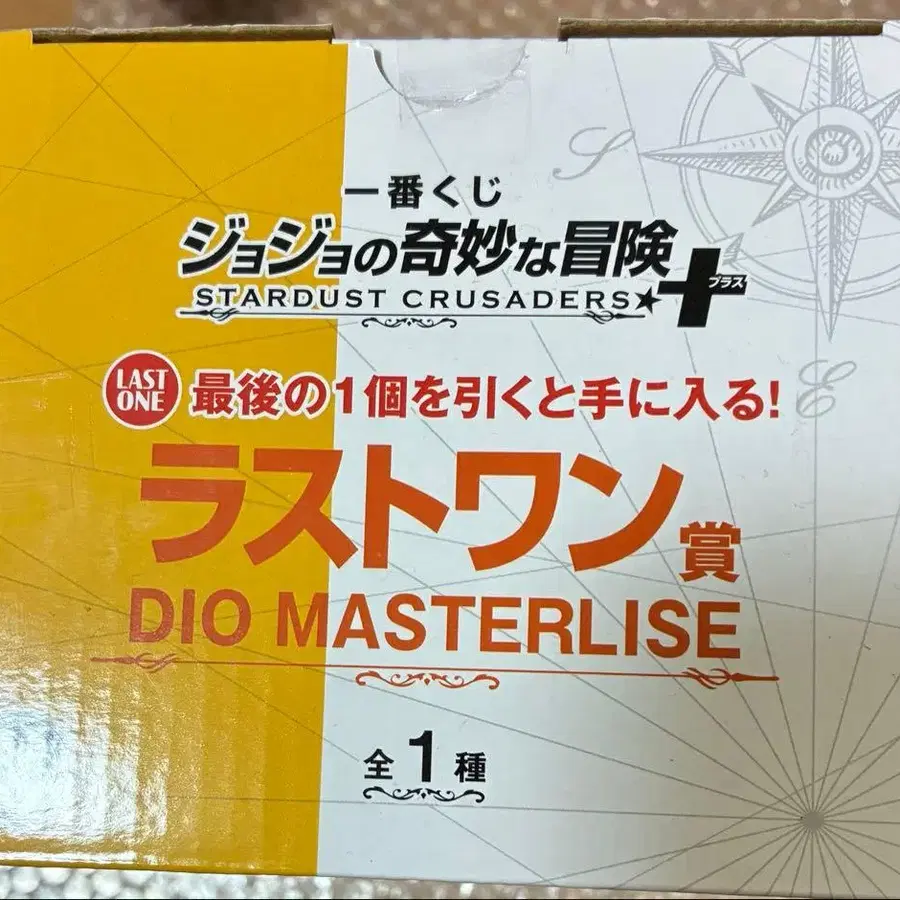 一番くじ
ジョジョの奇妙な冒険
STARDUST CRUSADERS★+プラス
LAST ONE 最後の1個を引くと手に入る!
ラストワン賞
DIO MASTERLISE
全1種
S
E